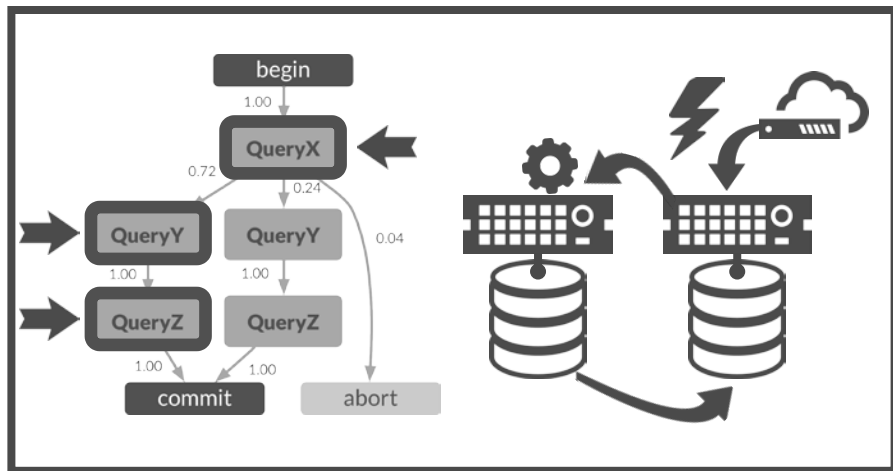 begin
1.00
QueryX
0.72
0.24
0.04
QueryY
QueryY
1.00
1.00
QueryZ
QueryZ
1.00
1.00
commit
abort